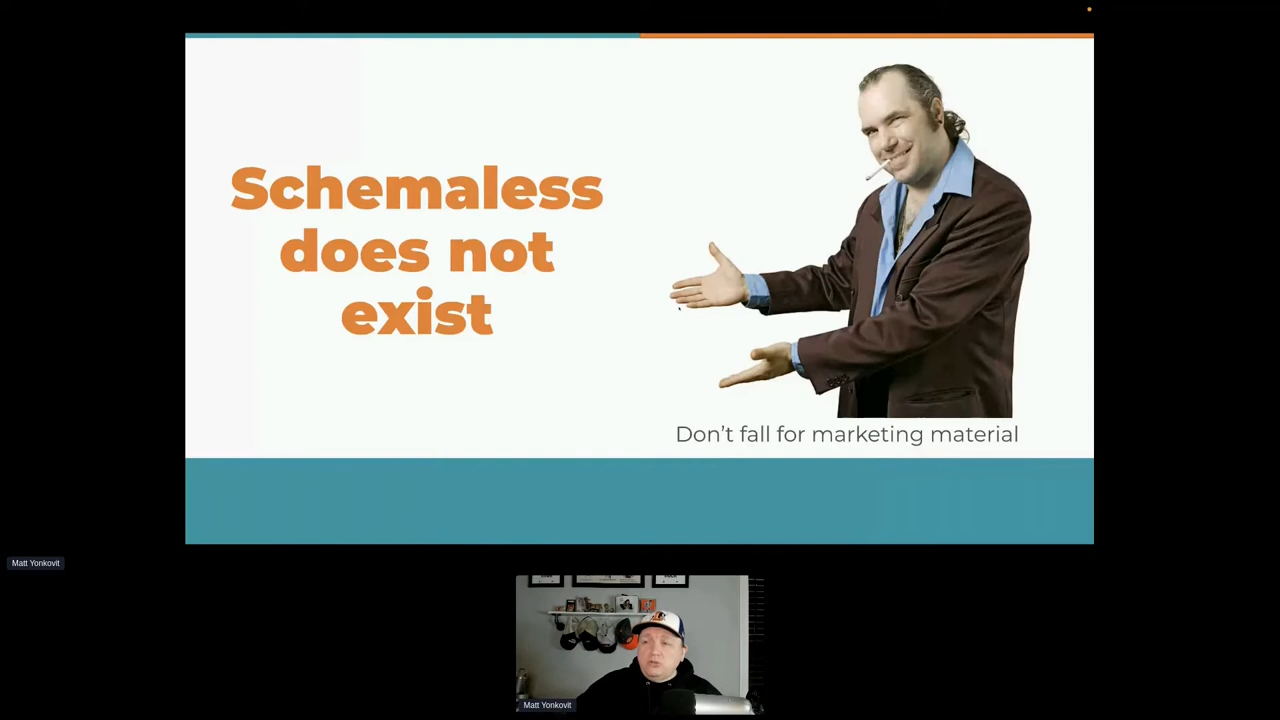 Schemaless
does not
exist
Don't fall for marketing material
Matt Yonkovit
Matt Yonkovit